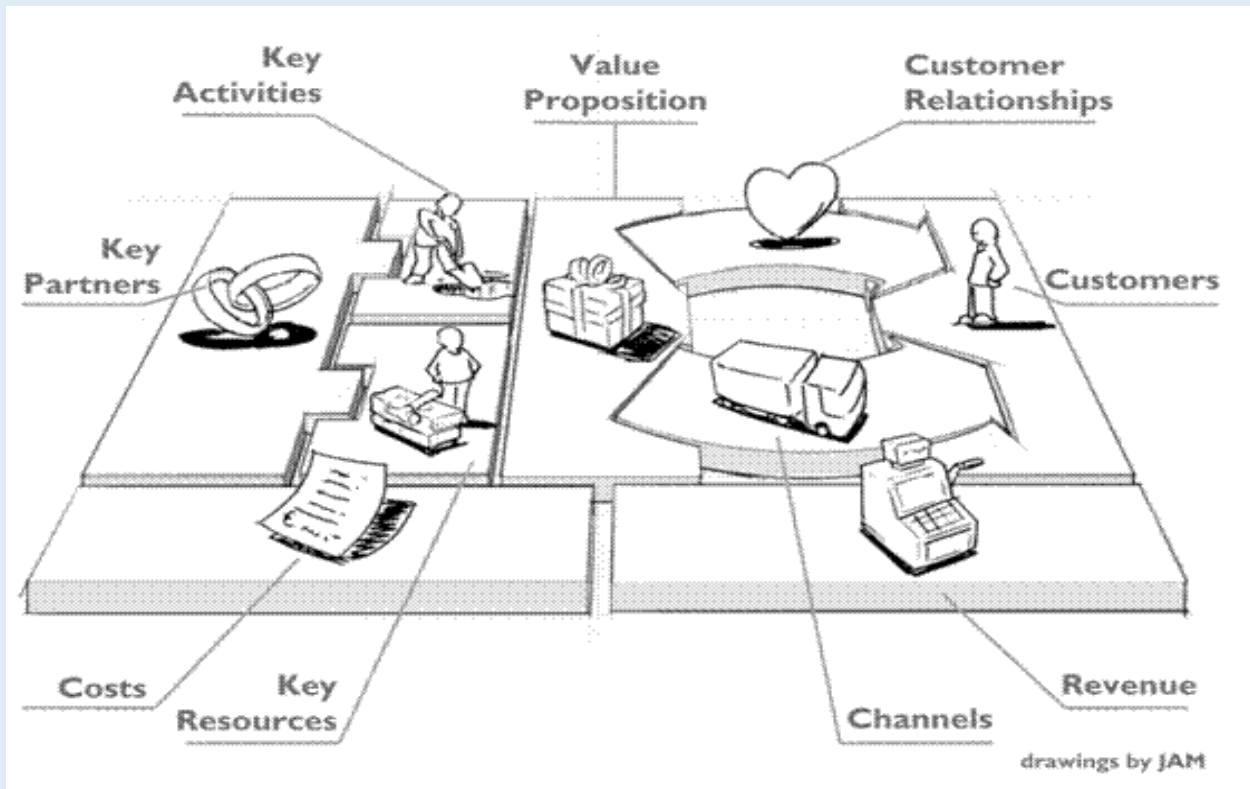 Key
Activities
Value
Proposition
Customer
Relationships
Key
Partners
Customers
Costs
Key
Resources
Channels
Revenue
drawings by JAM